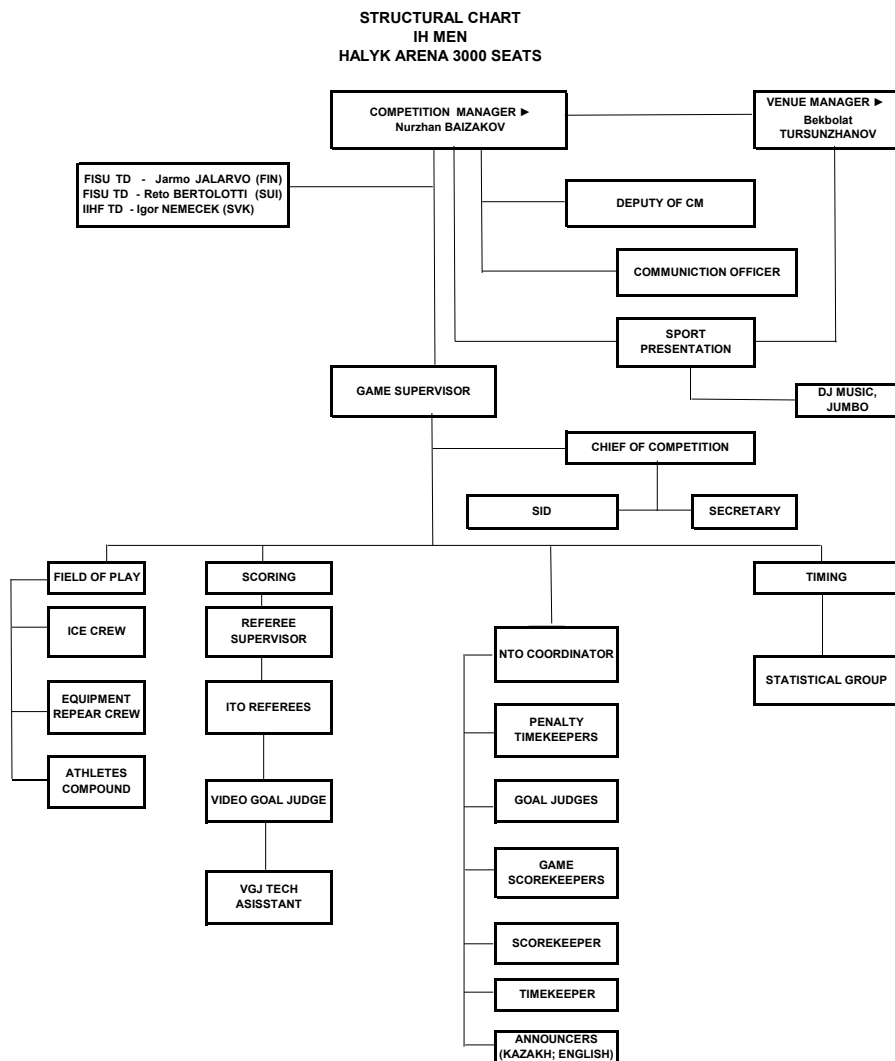 STRUCTURAL CHART
IH MEN
HALYK ARENA 3000 SEATS
COMPETITION MANAGER ►
Nurzhan BAIZAKOV
VENUE MANAGER ►
Bekbolat
TURSUNZHANOV
FISU TD - Jarmo JALARVO (FIN)
FISU TD - Reto BERTOLOTTI (SUI)
IIHF TD - Igor NEMECEK (SVK)
DEPUTY OF CM
COMMUNICTION OFFICER
SPORT
PRESENTATION
GAME SUPERVISOR
DJ MUSIC,
JUMBO
CHIEF OF COMPETITION
SID
SECRETARY
FIELD OF PLAY
ICE CREW
EQUIPMENT
REPEAR CREW
ATHLETES
COMPOUND
SCORING
REFEREE
SUPERVISOR
ITO REFEREES
VIDEO GOAL JUDGE
VGJ TECH
ASISSTANT
NTO COORDINATOR
PENALTY
TIMEKEEPERS
GOAL JUDGES
GAME
SCOREKEEPERS
SCOREKEEPER
TIMEKEEPER
ANNOUNCERS
(KAZAKH; ENGLISH)
TIMING
STATISTICAL GROUP